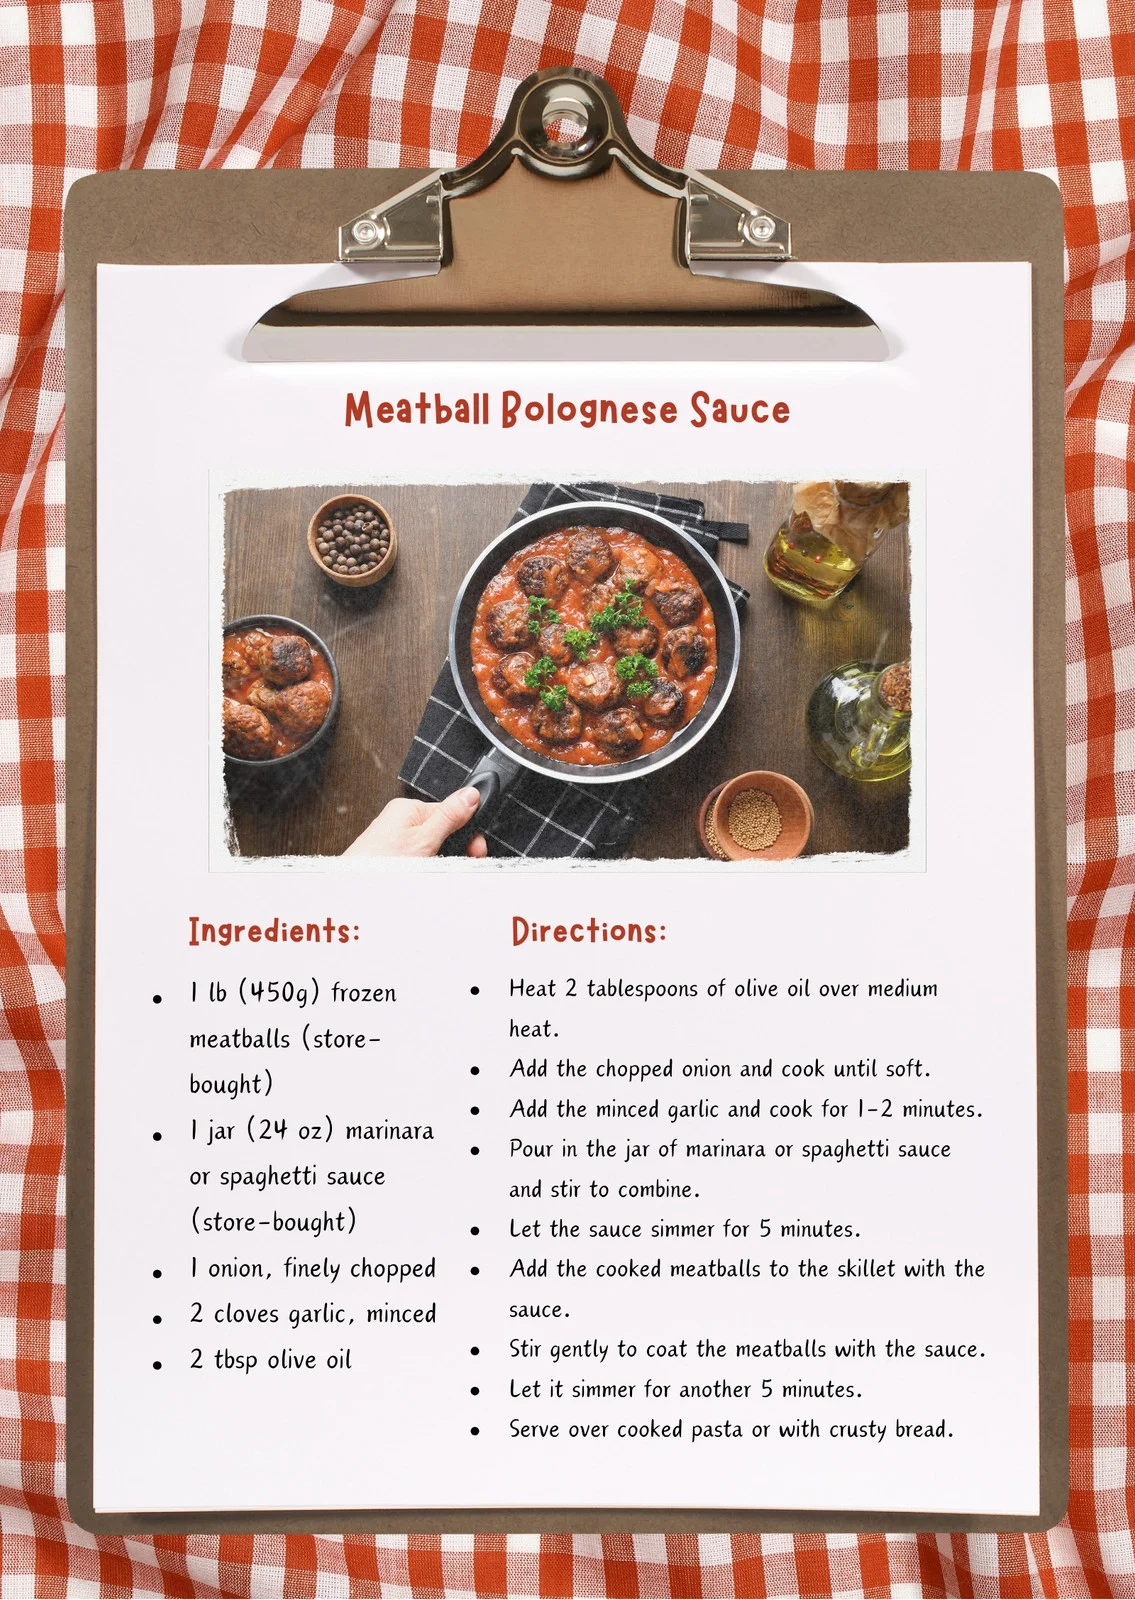 Meatball Bolognese Sauce
Ingredients:
• 1 lb (450g) frozen
meatballs (store-
bought)
• 1 jar (24 oz) marinara
or spaghetti sauce
(store-bought)
• 1 onion, finely chopped
• 2 cloves garlic, minced
• 2 tbsp olive oil
Directions:
• Heat 2 tablespoons of olive oil over medium
heat.
• Add the chopped onion and cook until soft.
• Add the minced garlic and cook for 1-2 minutes.
• Pour in the jar of marinara or spaghetti sauce
and stir to combine.
• Let the sauce simmer for 5 minutes.
• Add the cooked meatballs to the skillet with the
sauce.
• Stir gently to coat the meatballs with the sauce.
• Let it simmer for another 5 minutes.
• Serve over cooked pasta or with crusty bread.